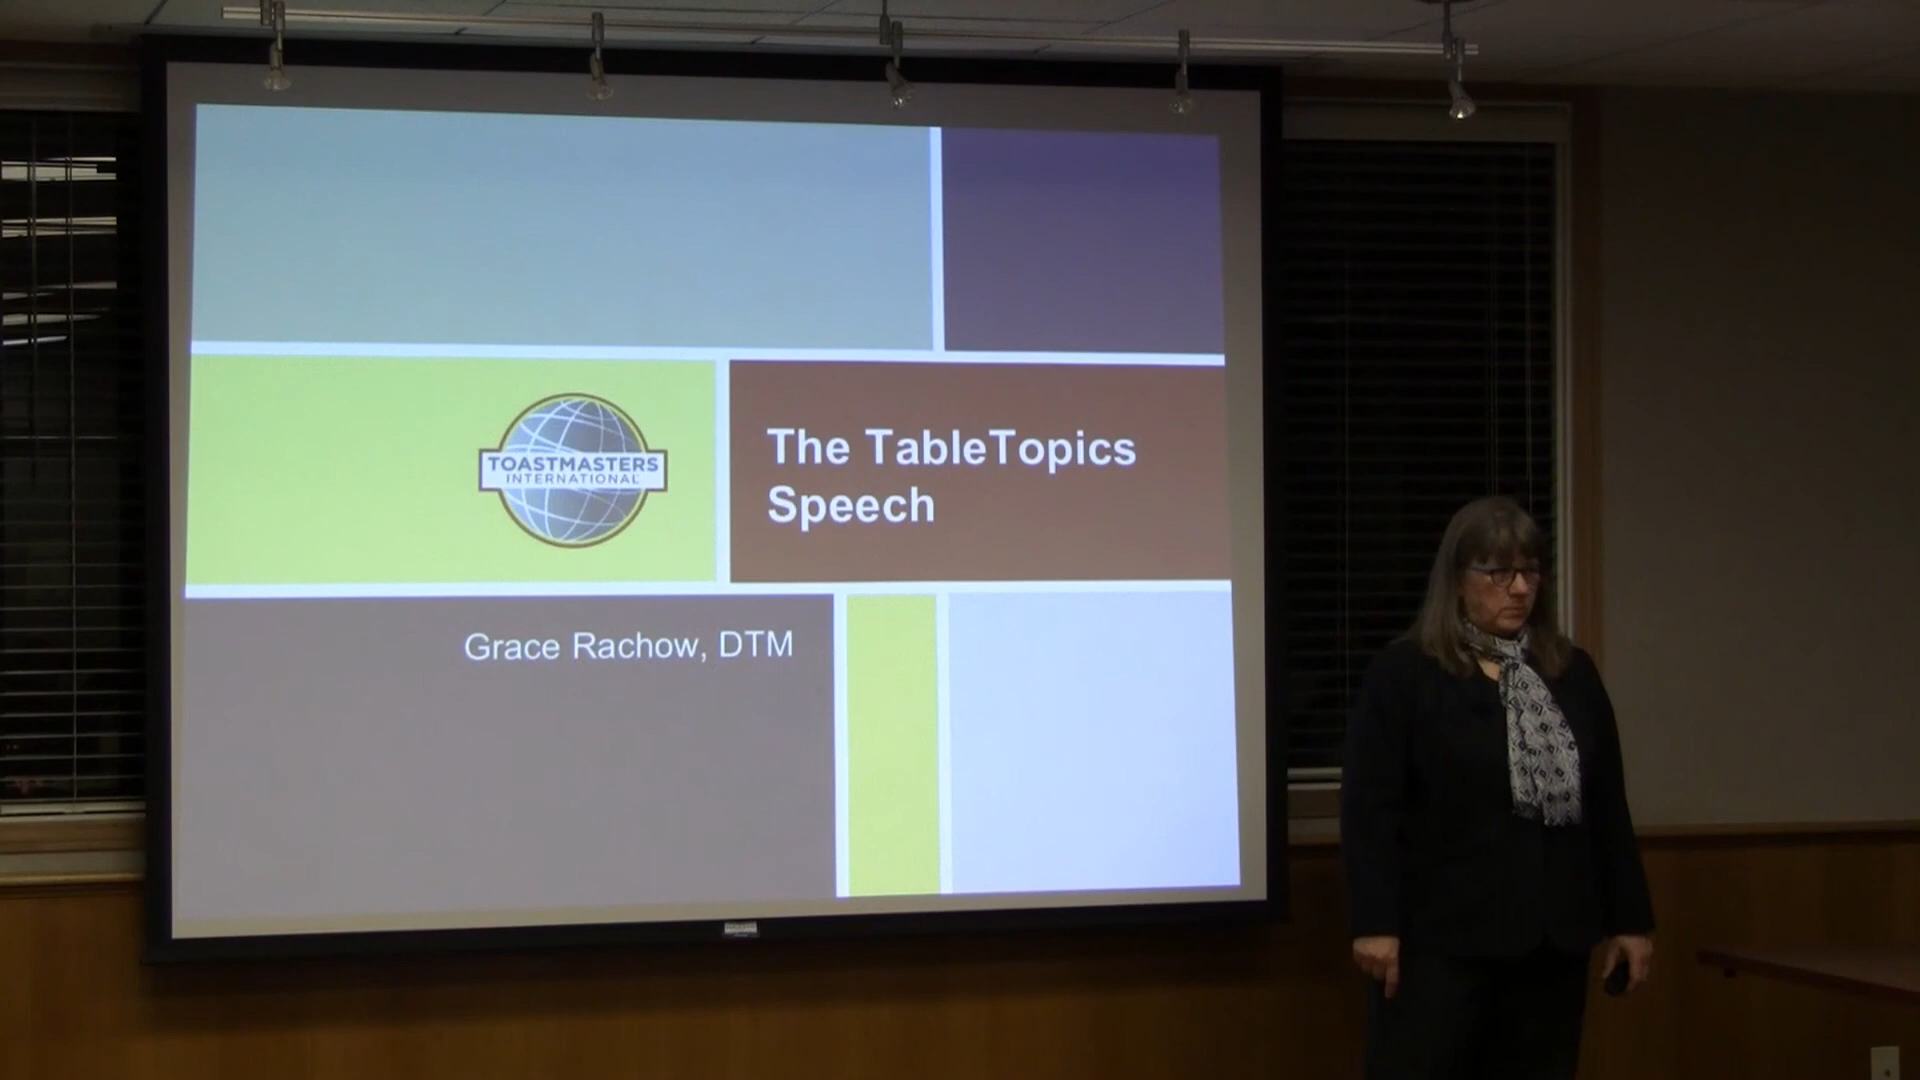 TOASTMASTERS
INTERNATIONAL
The TableTopics
Speech
Grace Rachow, DTM